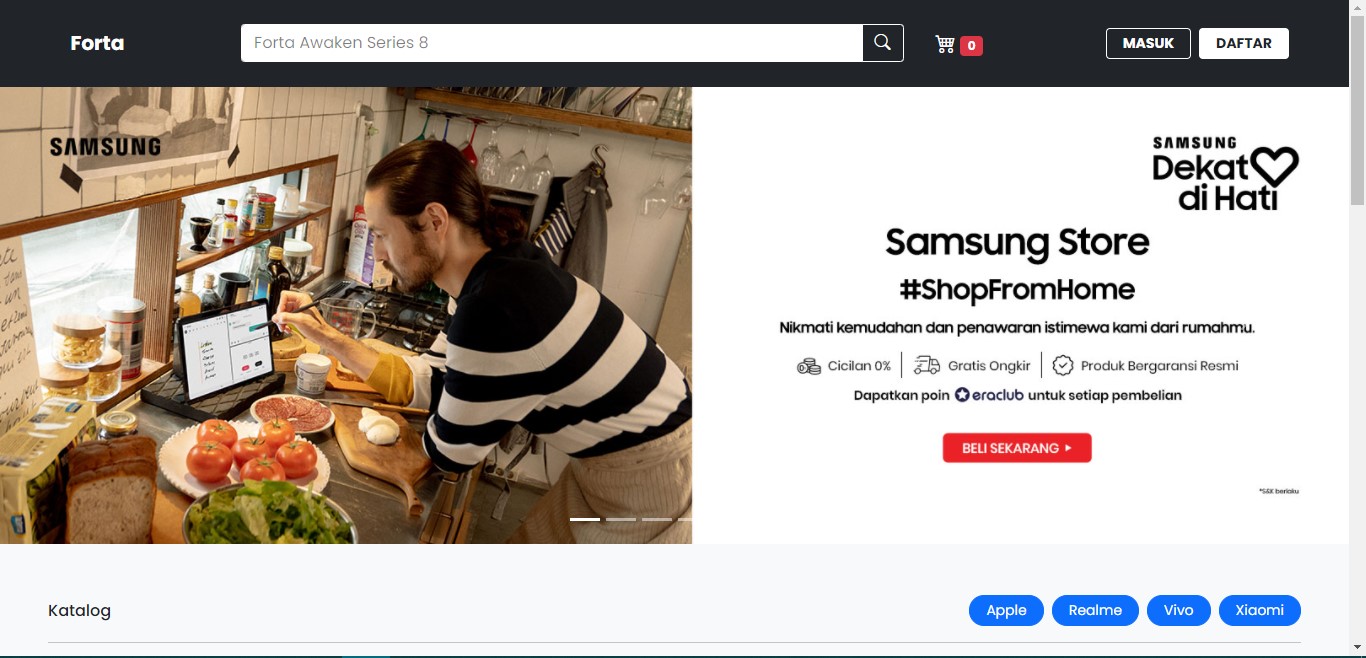 Forta
Forta Awaken Series 8
0
MASUK
DAFTAR
SAMSUNG
SAMSUNG
Dekat
di Hati
Samsung Store
#ShopFromHome
Nikmati kemudahan dan penawaran istimewa kami dari rumahmu.
Cicilan 0% Gratis Ongkir Produk Bergaransi Resmi
Dapatkan poin eraclub untuk setiap pembelian
BELI SEKARANG
*S&K berlaku
Katalog
Apple
Realme
Vivo
Xiaomi